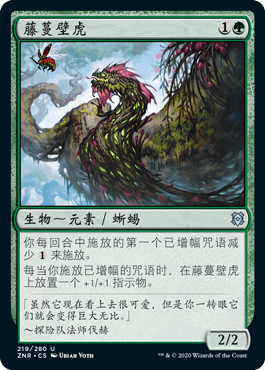 藤蔓壁虎 1
生物～元素／蜥蜴
你每回合中施放的第一个已增幅咒语减
少 1 来施放。
每当你施放已增幅的咒语时，在藤蔓壁虎
上放置一个 +1/+1 指示物。
「虽然它现在看上去很可爱，但是你一转眼它
们就会变得巨大无比。」
～探险队法师伐赫
2/2
219/280 U
ZNR • CS URIAH VOTH
™ & © 2020 Wizards of the Coast